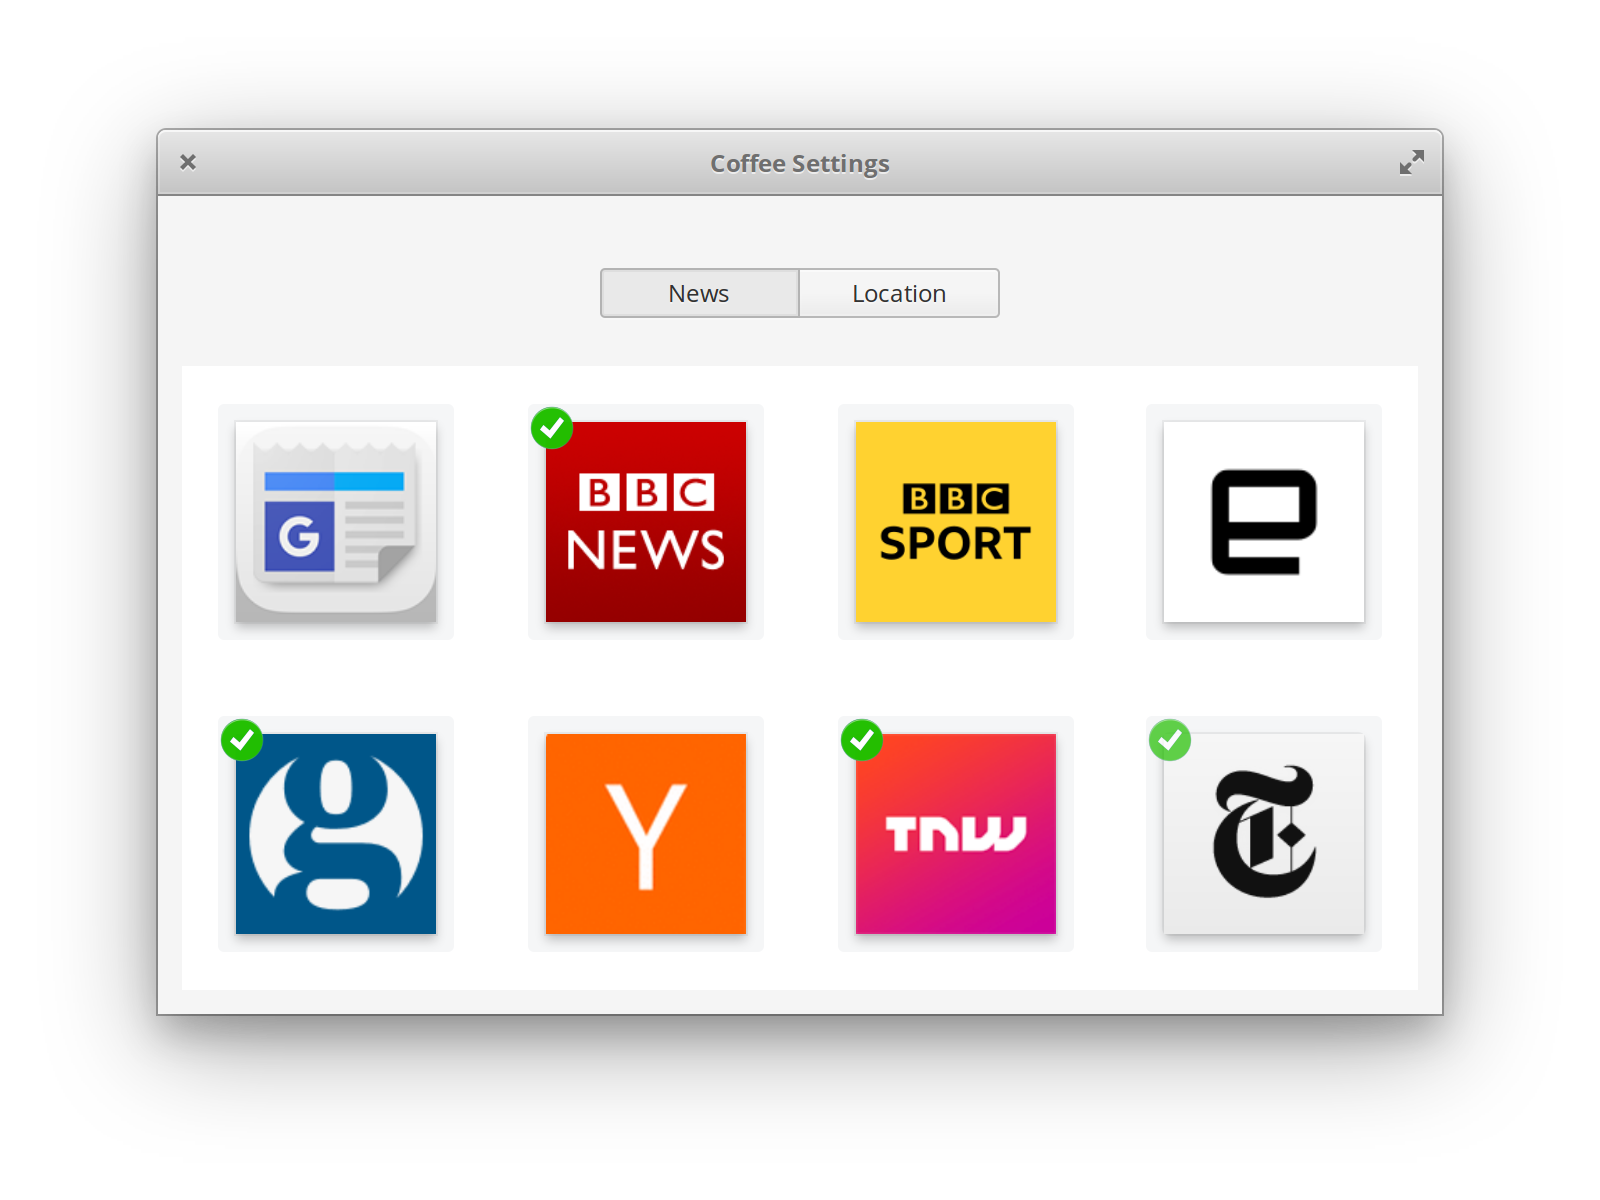 Coffee Settings
News
Location
G
BBC
NEWS
BBC
SPORT
e
g
Y
TNW
T